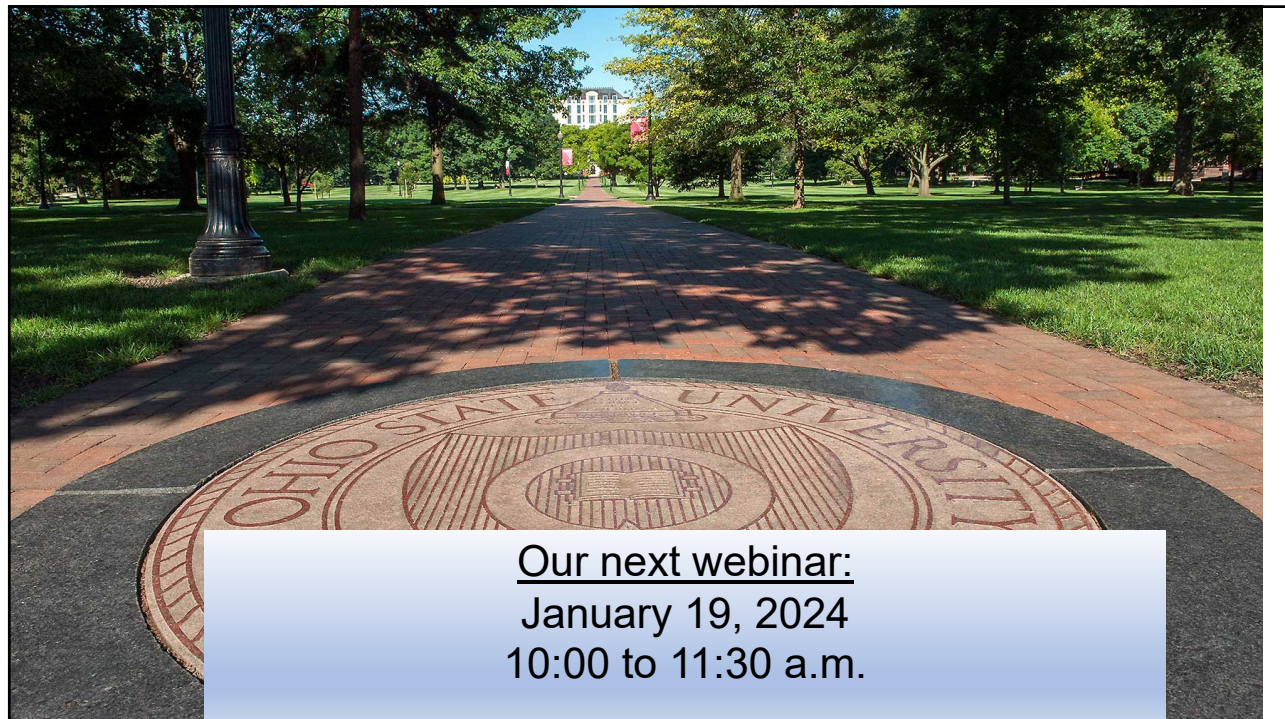 OHIO STATE UNIVERSITY
Our next webinar:
January 19, 2024
10:00 to 11:30 a.m.